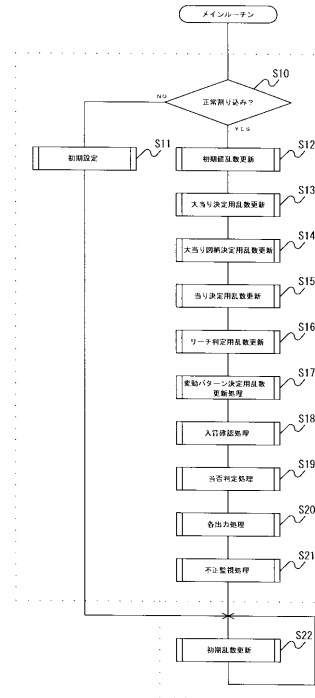 メインルーチン
S10
NO
正常割り込み?
YES
S11
初期設定
S12
初期値乱数更新
S13
大当り決定用乱数更新
S14
大当り図柄決定用乱数更新
S15
当り決定用乱数更新
S16
リーチ判定用乱数更新
S17
変動パターン決定用乱数
更新処理
S18
入賞確認処理
S19
当否判定処理
S20
各出力処理
S21
不正監視処理
S22
初期乱数更新